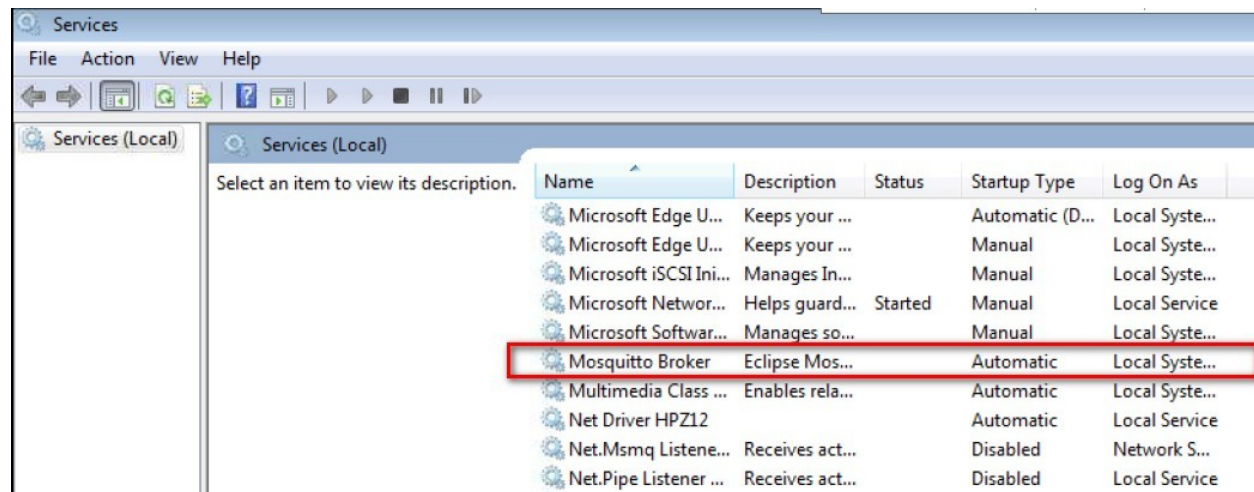 Services
File Action View Help
Services (Local)
Services (Local)
Select an item to view its description.
Name Description Status Startup Type Log On As
Microsoft Edge U... Keeps your ... Automatic (D... Local Syste...
Microsoft Edge U... Keeps your ... Manual Local Syste...
Microsoft iSCSI Ini... Manages In... Manual Local Syste...
Microsoft Networ... Helps guard... Started Manual Local Service
Microsoft Softwar... Manages so... Manual Local Syste...
Mosquitto Broker Eclipse Mos... Automatic Local Syste...
Multimedia Class ... Enables rela... Automatic Local Syste...
Net Driver HPZ12 Automatic Local Service
Net.Msmq Listene... Receives act... Disabled Network S...
Net.Pipe Listener ... Receives act... Disabled Local Service